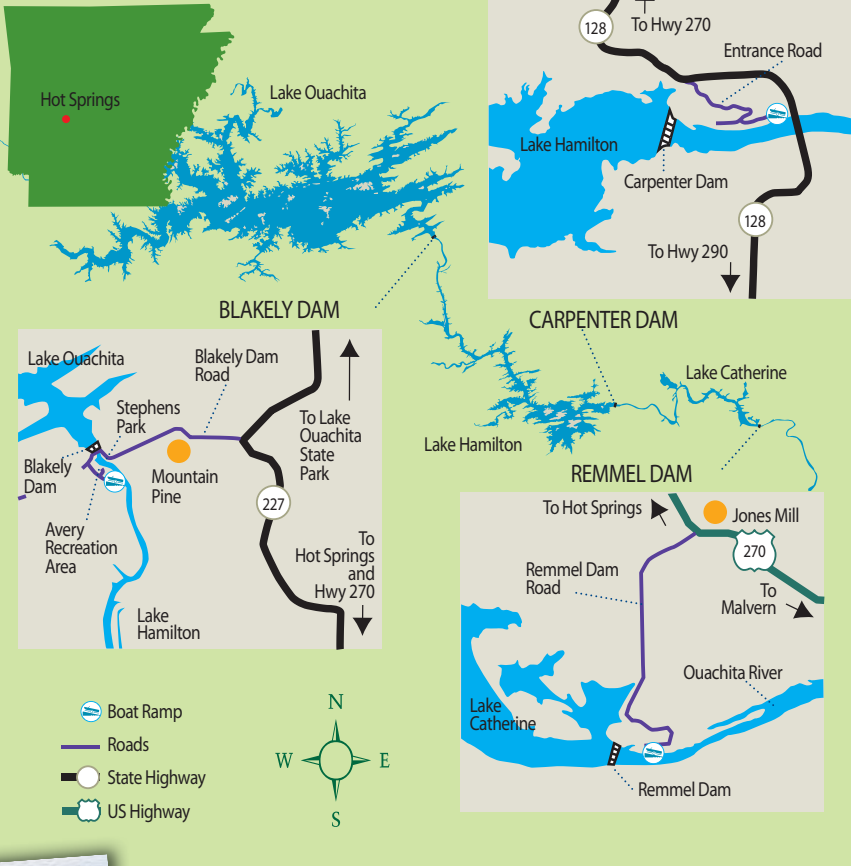 Hot Springs
Lake Ouachita
128
To Hwy 270
Entrance Road
Lake Hamilton
Carpenter Dam
128
To Hwy 290
BLAKELY DAM
CARPENTER DAM
Lake Catherine
Lake Hamilton
REMMEL DAM
Lake Ouachita
Blakely Dam
Road
Stephens
Park
To Lake
Ouachita
State
Park
Blakely
Dam
Mountain
Pine
227
Avery
Recreation
Area
To
Hot Springs
and
Hwy 270
Lake
Hamilton
To Hot Springs
Jones Mill
270
Remmel Dam
Road
To
Malvern
Ouachita River
Lake
Catherine
Remmel Dam
Boat Ramp
Roads
State Highway
US Highway
N
W
E
S